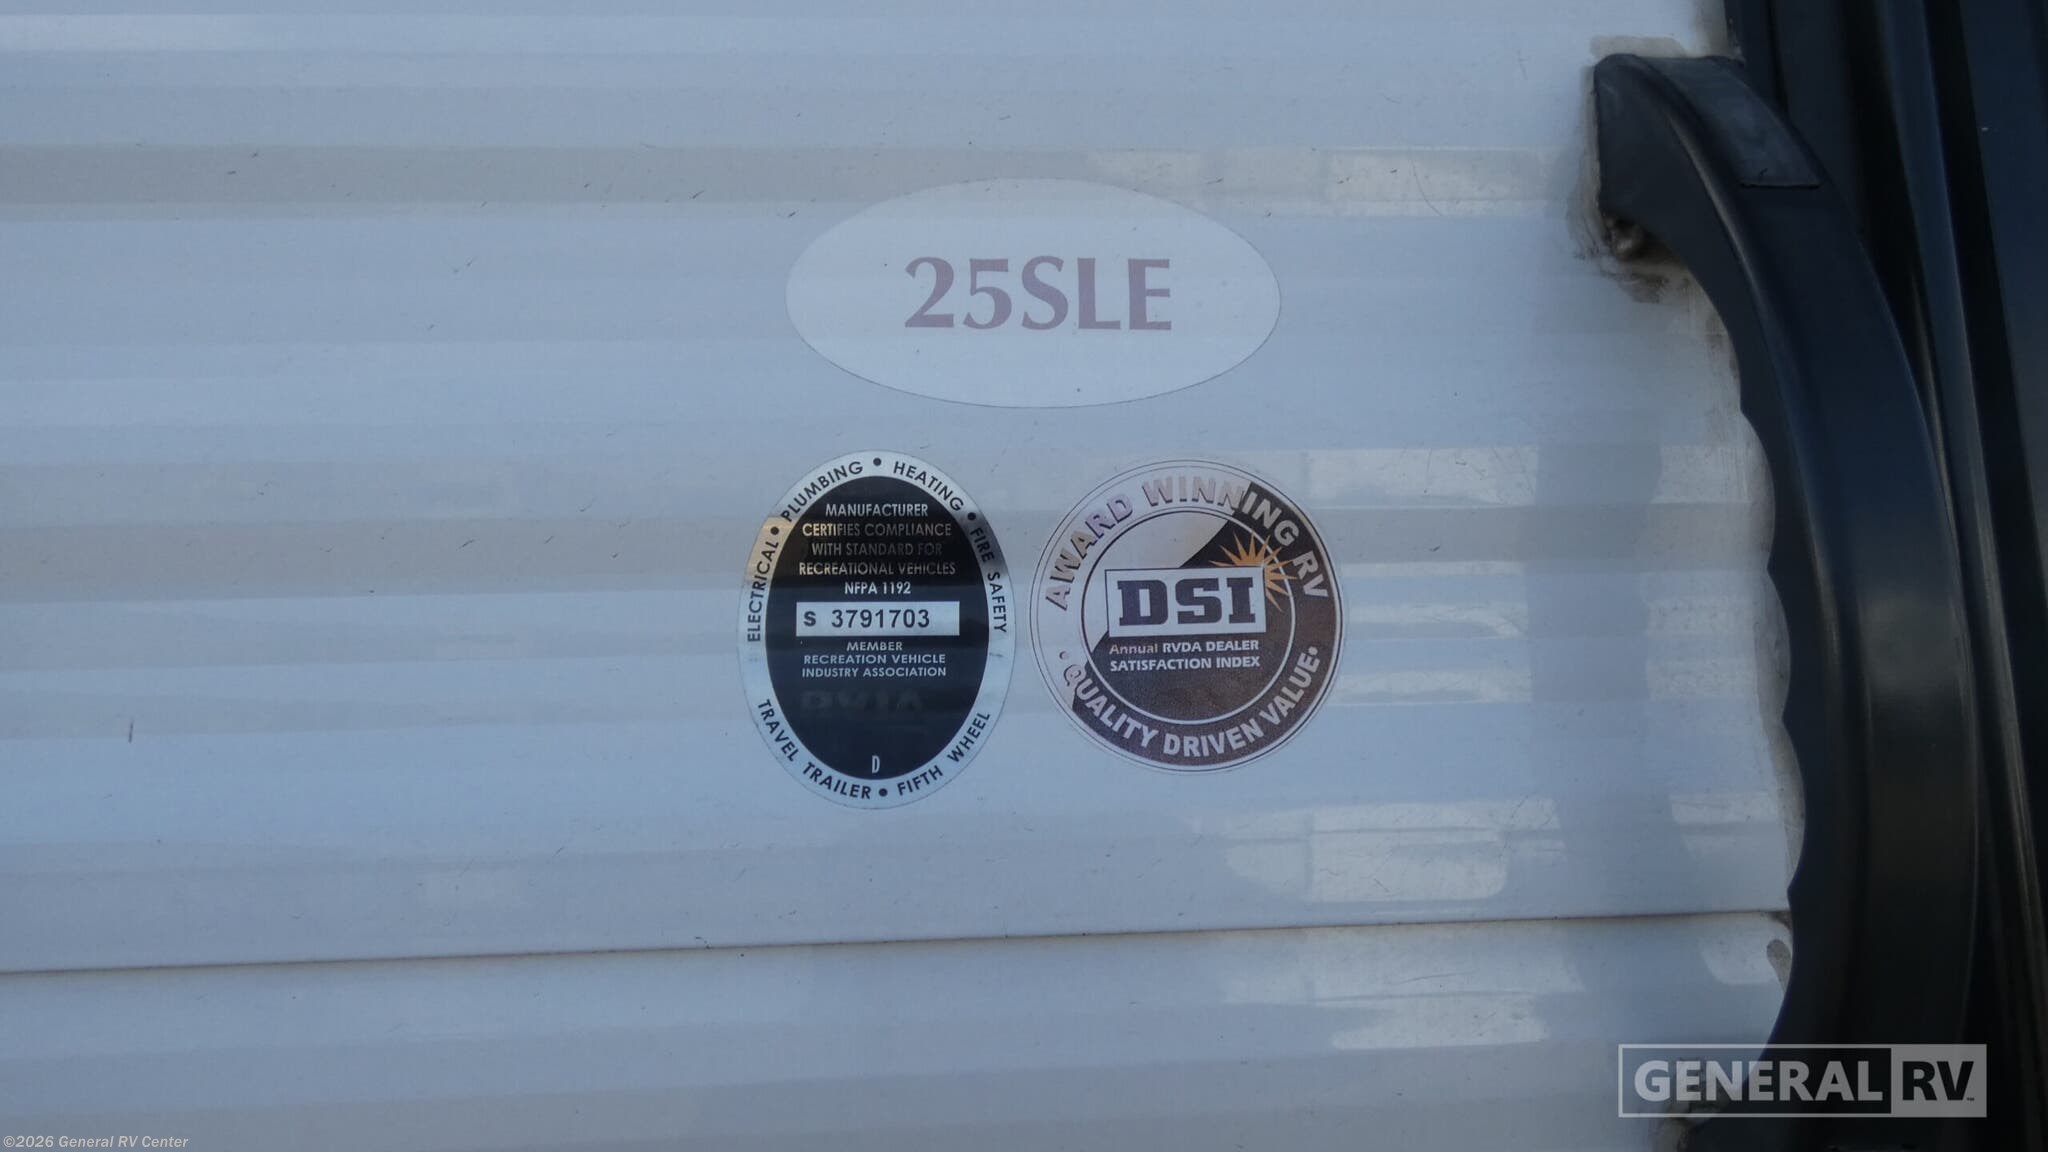 25SLE
ELECTRICAL • PLUMBING • HEATING • FIRE SAFETY
MANUFACTURER
CERTIFIES COMPLIANCE
WITH STANDARD FOR
RECREATIONAL VEHICLES
NFPA 1192
S 3791703
MEMBER
RECREATION VEHICLE
INDUSTRY ASSOCIATION
RVIA
D
TRAVEL TRAILER • FIFTH WHEEL
AWARD WINNING RV
DSI
Annual RVDA DEALER
SATISFACTION INDEX
• QUALITY DRIVEN VALUE •
GENERAL RV
©2026 General RV Center